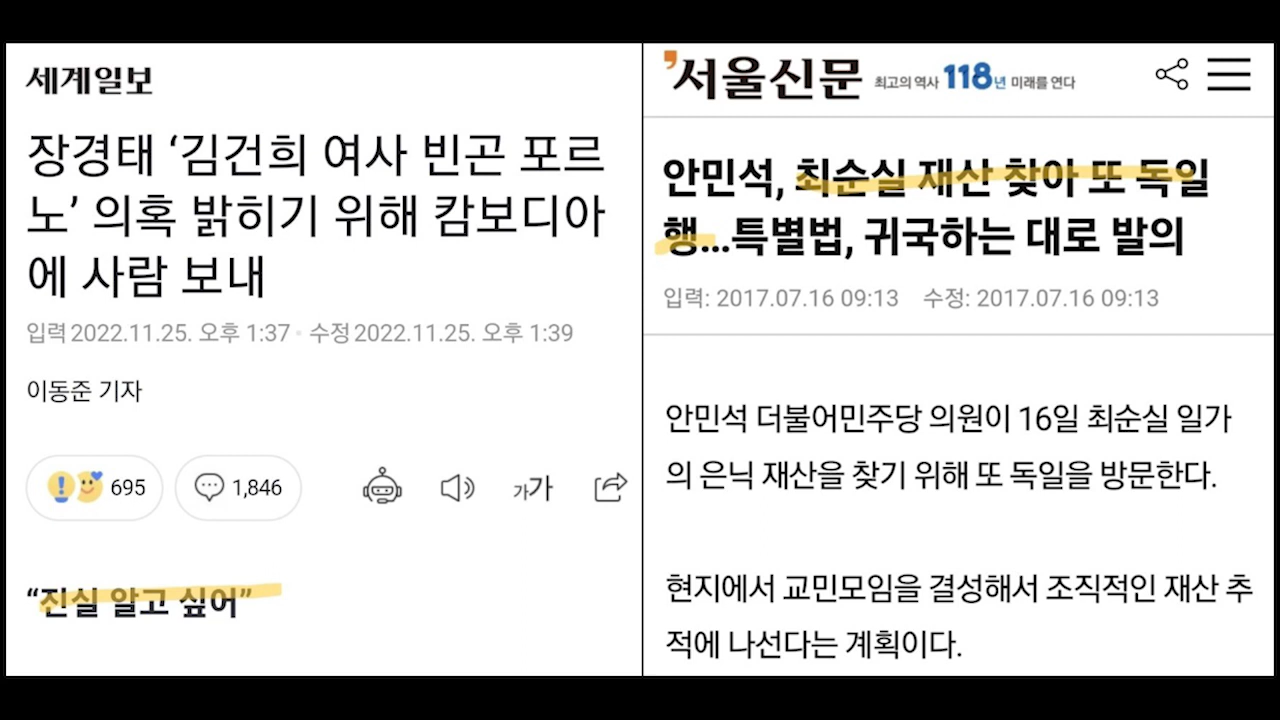 세계일보
장경태 ‘김건희 여사 빈곤 포르
노’ 의혹 밝히기 위해 캄보디아
에 사람 보내
입력 2022.11.25. 오후 1:37 · 수정 2022.11.25. 오후 1:39
이동준 기자
695
1,846
가가
“진실 알고 싶어”
서울신문 최고의 역사 118년 미래를 연다
안민석, 최순실 재산 찾아 또 독일
행...특별법, 귀국하는 대로 발의
입력: 2017.07.16 09:13 수정: 2017.07.16 09:13
안민석 더불어민주당 의원이 16일 최순실 일가
의 은닉 재산을 찾기 위해 또 독일을 방문한다.
현지에서 교민모임을 결성해서 조직적인 재산 추
적에 나선다는 계획이다.